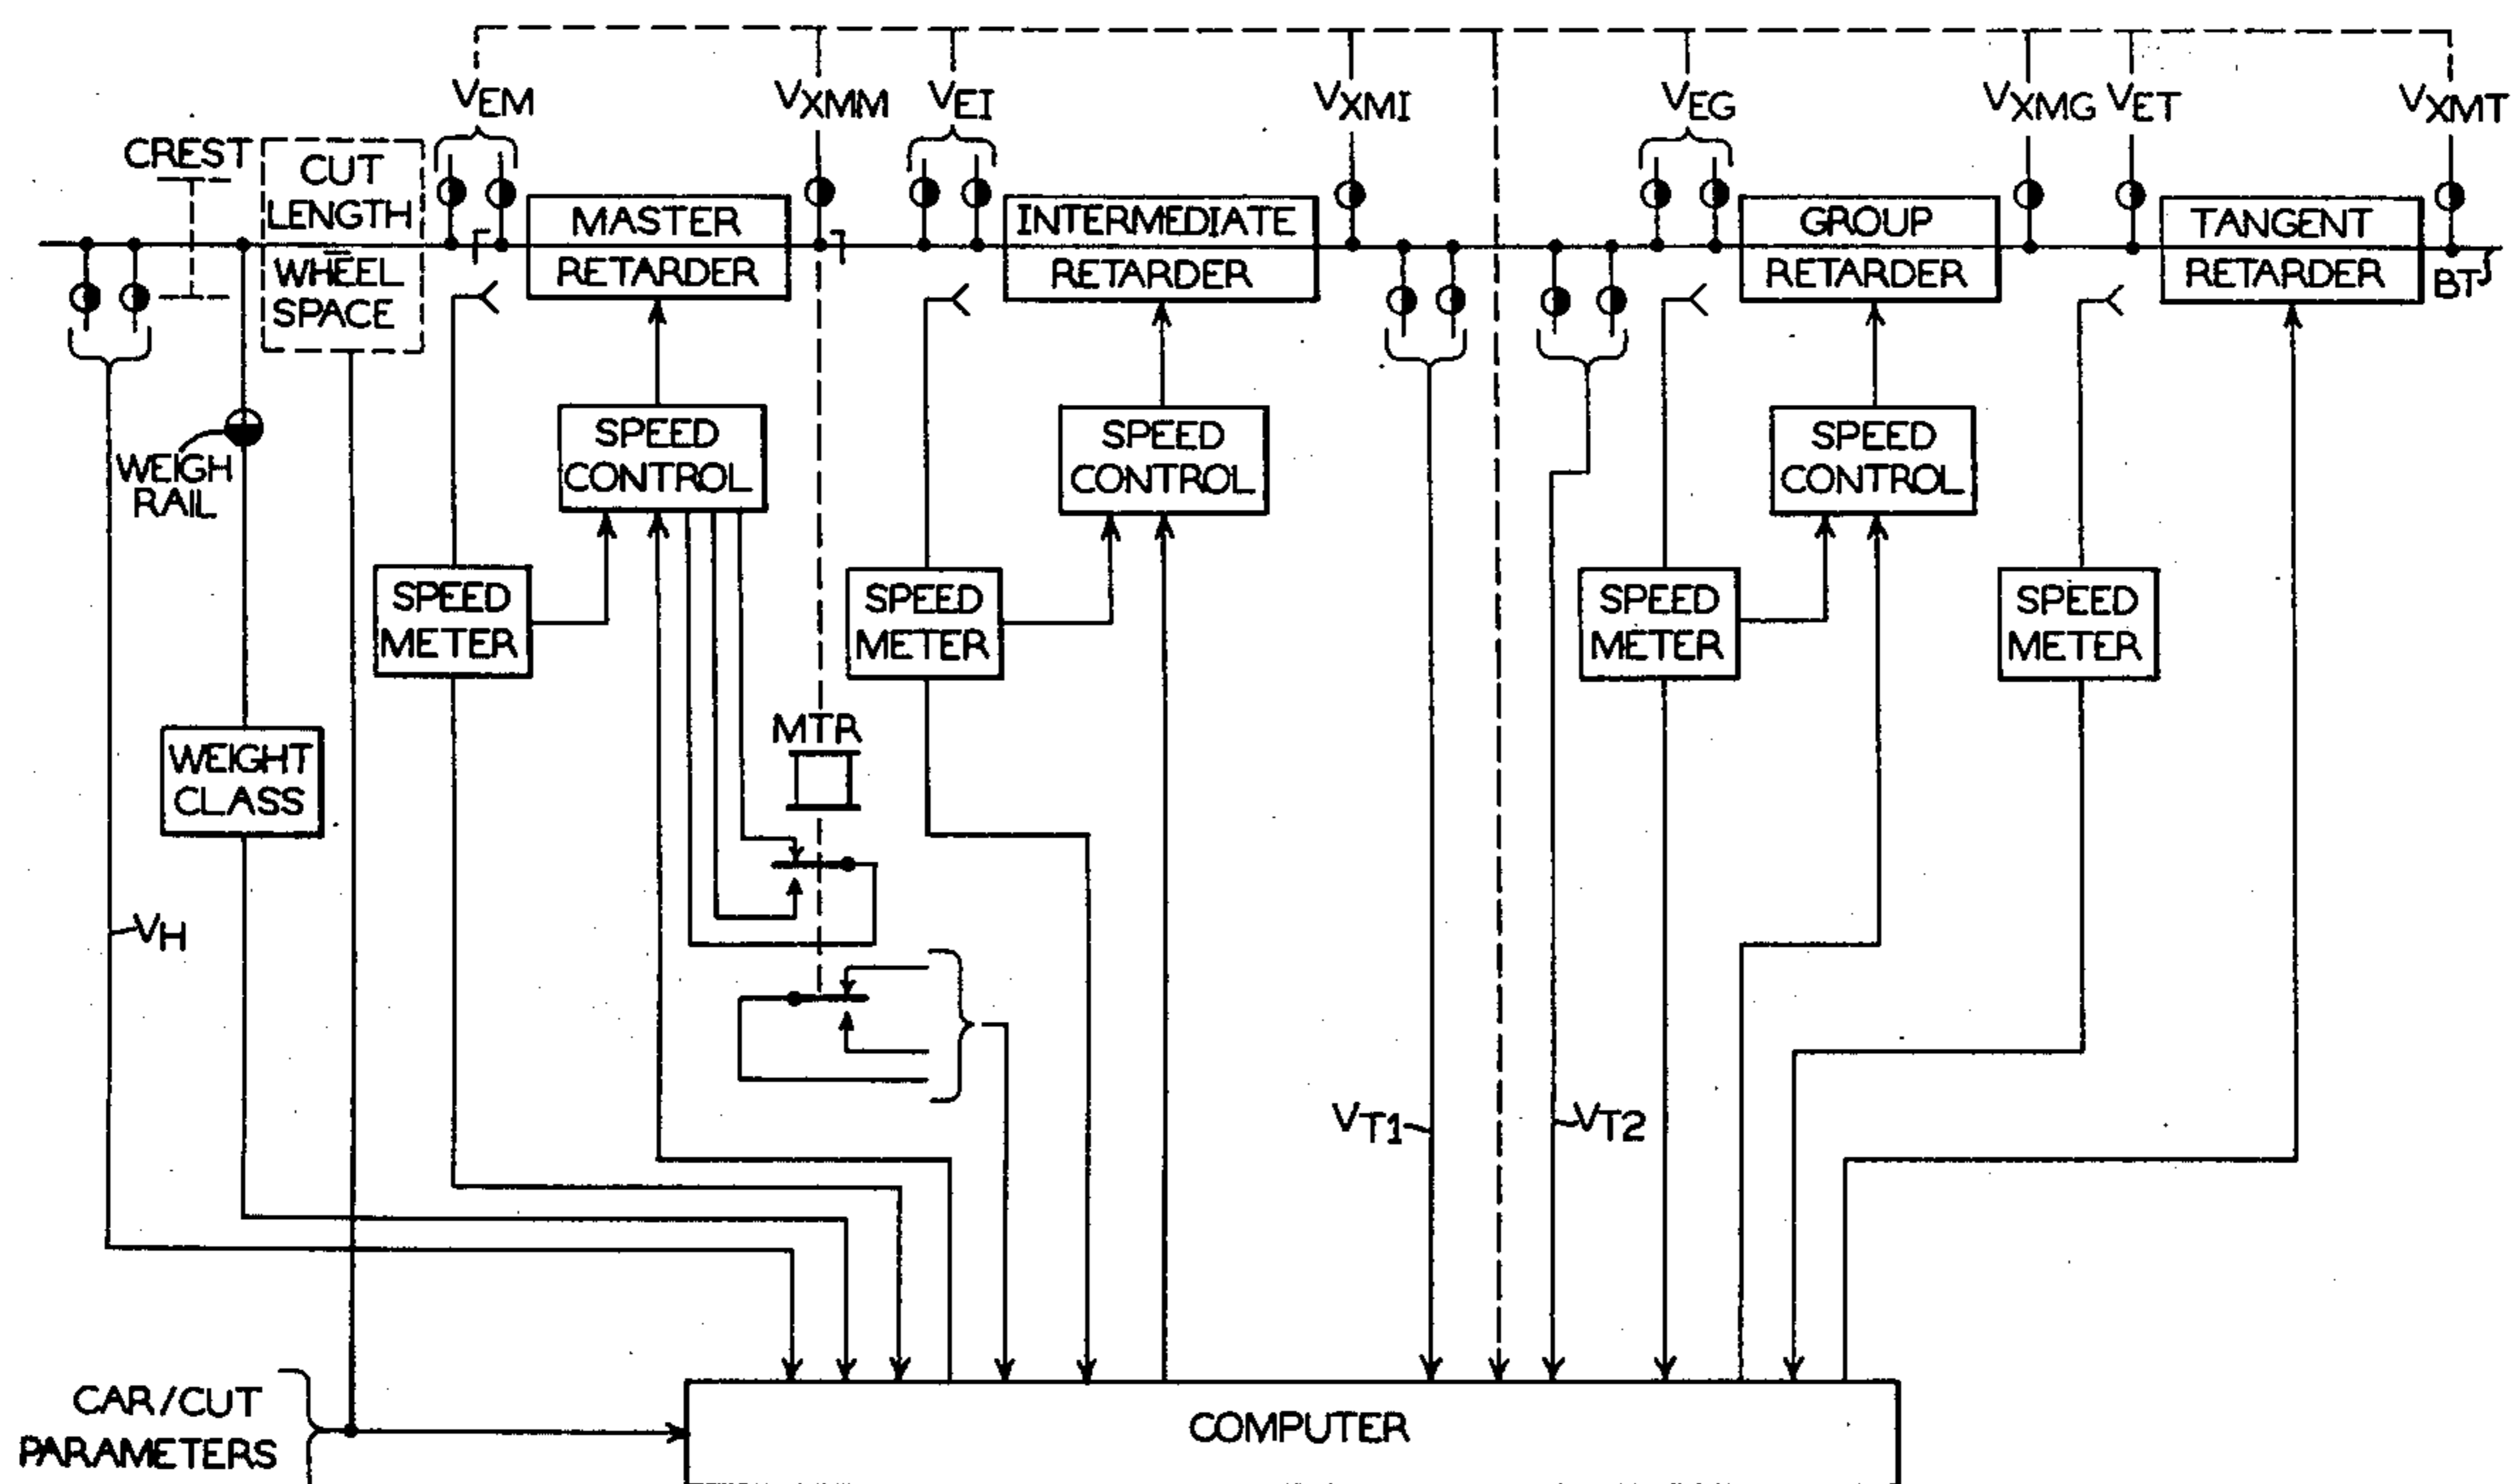 VEM
VXMM
VEI
VXMI
VEG
VXMG
VET
VXMT
CREST
CUT
LENGTH
WHEEL
SPACE
MASTER
RETARDER
INTERMEDIATE
RETARDER
GROUP
RETARDER
TANGENT
RETARDER
BT
WEIGH
RAIL
SPEED
CONTROL
SPEED
CONTROL
SPEED
CONTROL
SPEED
METER
SPEED
METER
SPEED
METER
SPEED
METER
MTR
WEIGHT
CLASS
VH
VT1
VT2
CAR/CUT
PARAMETERS
COMPUTER